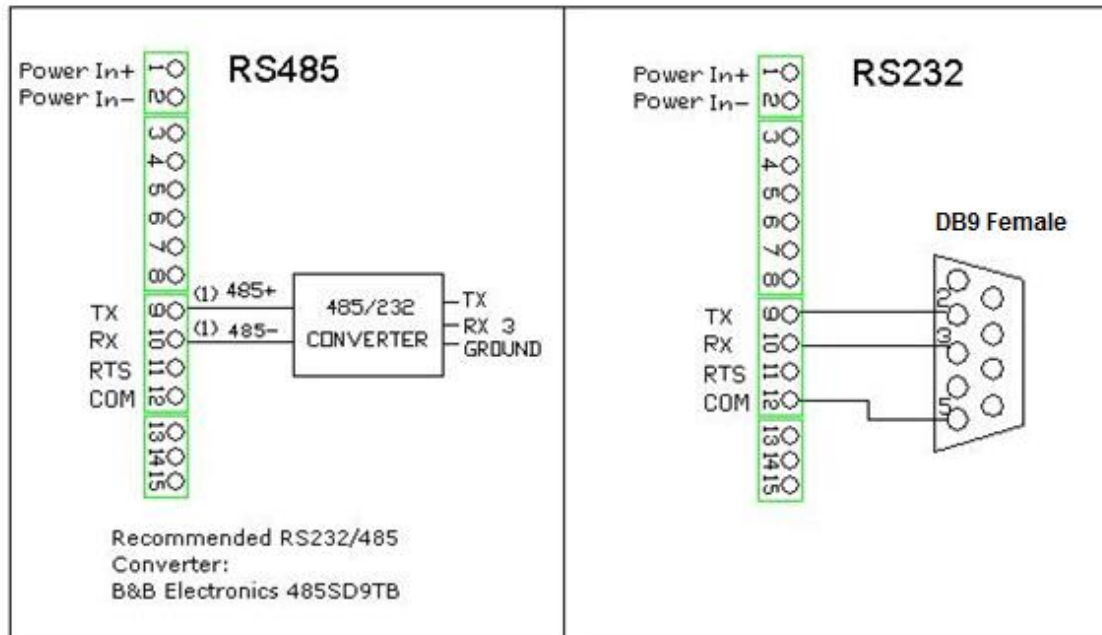 RS485
Power In+
Power In-
1
2
3
4
5
6
7
8
9
10
11
12
13
14
15
TX
RX
RTS
COM
(1) 485+
(1) 485-
485/232
CONVERTER
TX
RX 3
GROUND
Recommended RS232/485
Converter:
B&B Electronics 485SD9TB
RS232
Power In+
Power In-
1
2
3
4
5
6
7
8
9
10
11
12
13
14
15
TX
RX
RTS
COM
DB9 Female
2
3
5